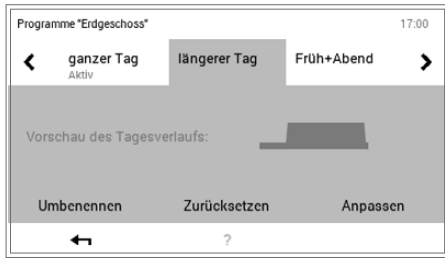 Programme "Erdgeschoss" 17:00
ganzer Tag längerer Tag Früh+Abend
Aktiv
Vorschau des Tagesverlaufs:
Umbenennen Zurücksetzen Anpassen
?